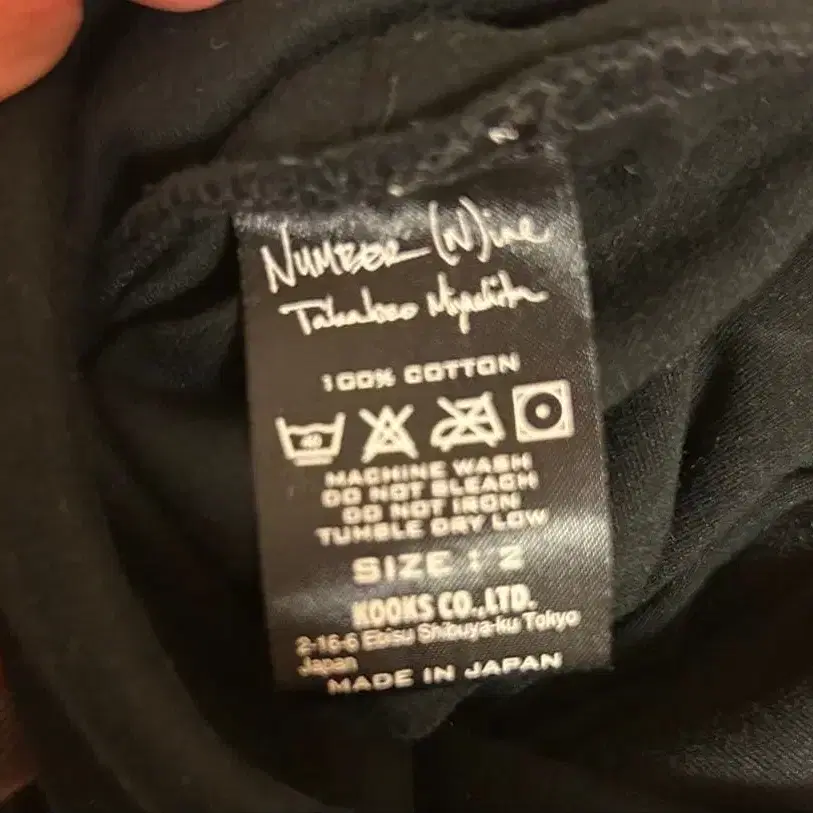 NUMBER (N)ine
Takahiro Miyashita
100% COTTON
40
MACHINE WASH
DO NOT BLEACH
DO NOT IRON
TUMBLE DRY LOW
SIZE : 2
KOOKS CO.,LTD.
2-16-6 Ebisu Shibuya-ku Tokyo
Japan
MADE IN JAPAN